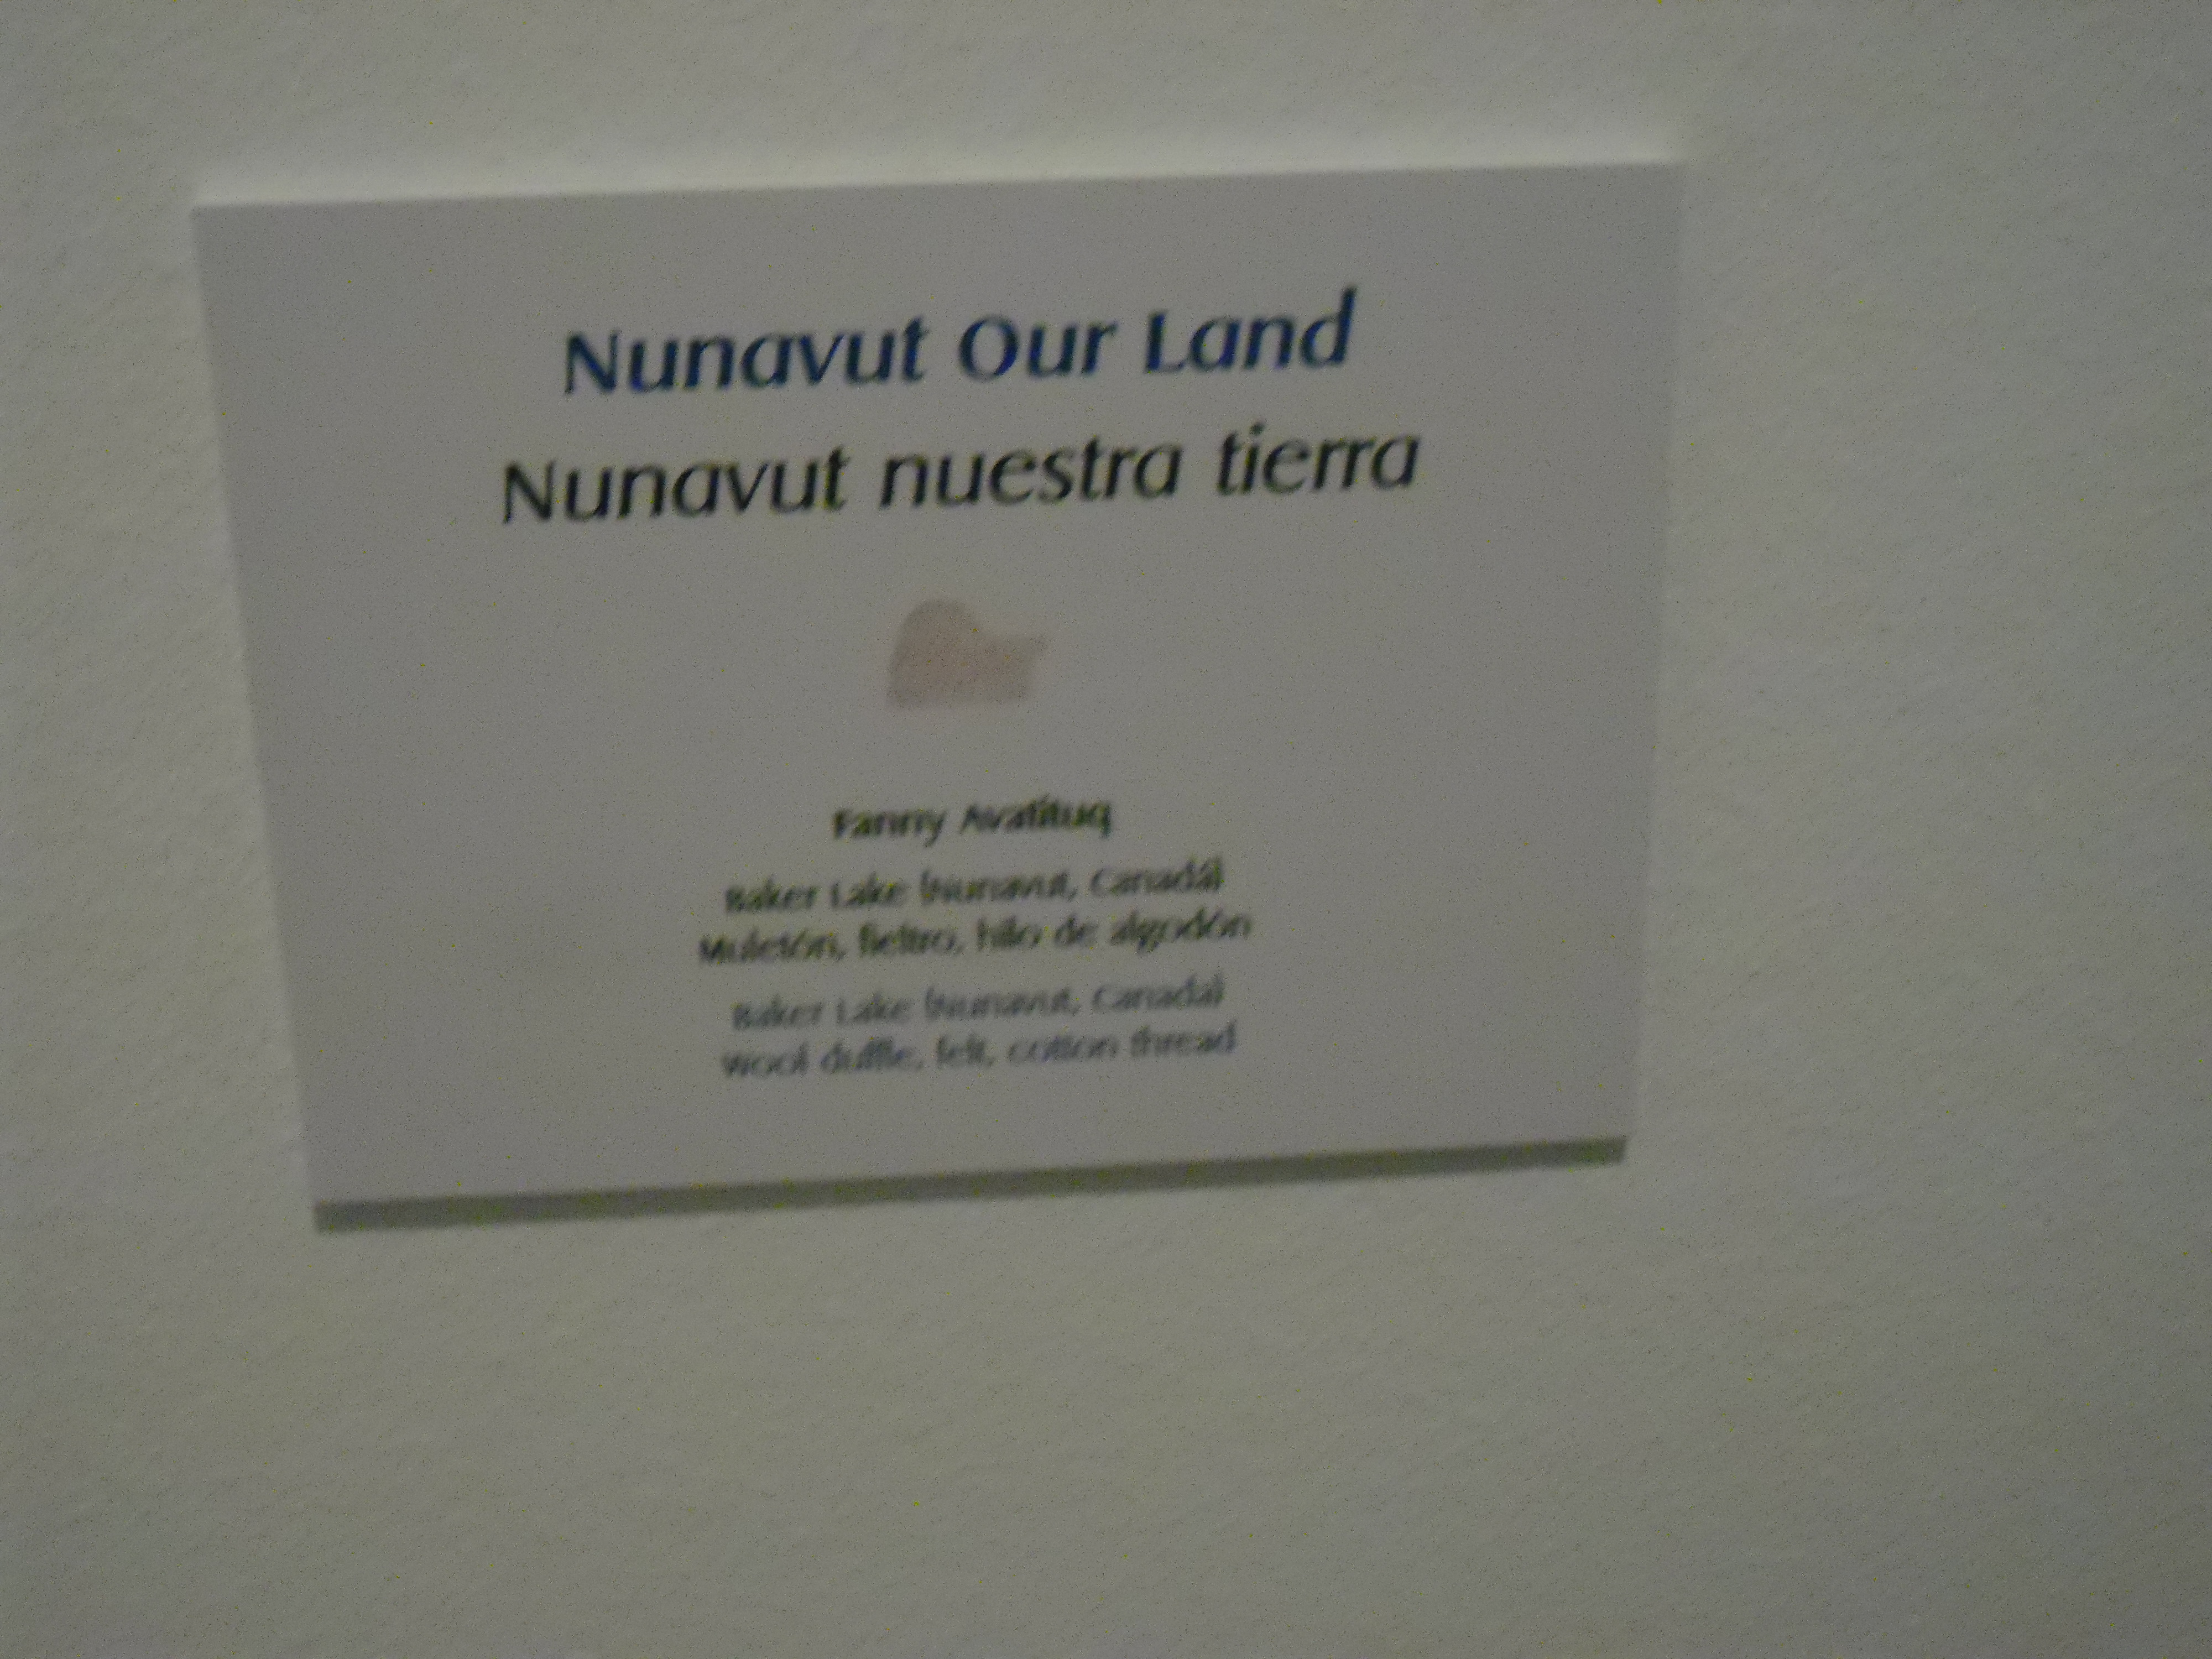 Nunavut Our Land
Nunavut nuestra tierra
Fanny Avatituq
Baker Lake (Nunavut, Canadá)
Muletón, fieltro, hilo de algodón
Baker Lake (Nunavut, Canada)
Wool duffle, felt, cotton thread